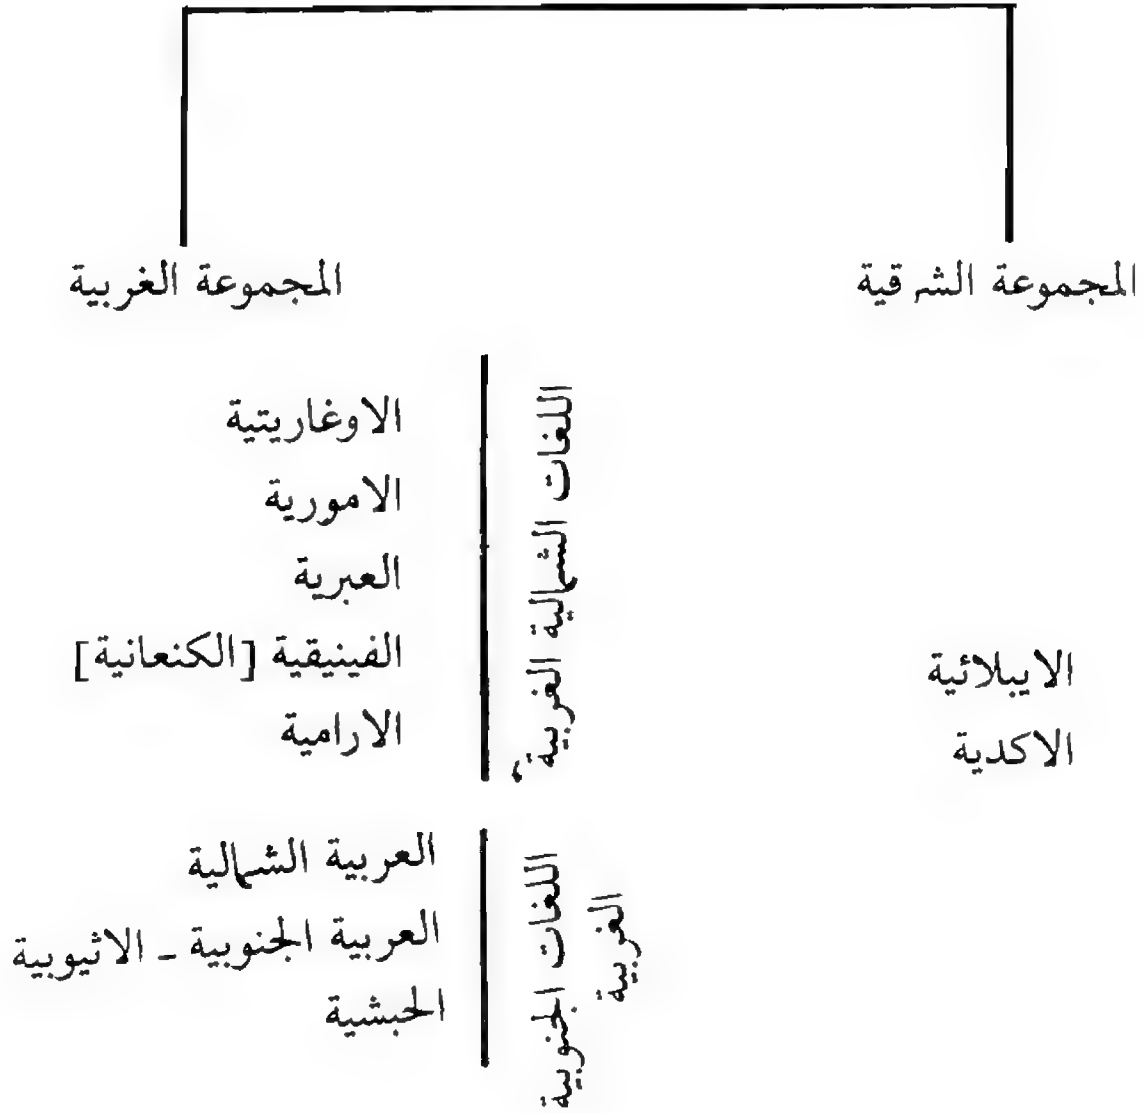 المجموعة الشرقية
المجموعة الغربية
الايبلائية
الاكدية
اللغات الشمالية الغربية
الاوغاريتية
الامورية
العبرية
الفينيقية [الكنعانية]
الارامية
اللغات الجنوبية
الغربية
العربية الشمالية
العربية الجنوبية - الاثيوبية
الحبشية